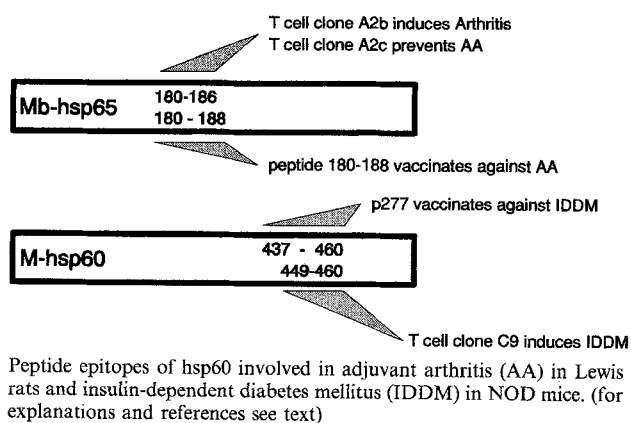 T cell clone A2b induces Arthritis
T cell clone A2c prevents AA
Mb-hsp65
180-186
180 - 188
peptide 180-188 vaccinates against AA
p277 vaccinates against IDDM
M-hsp60
437 - 460
449-460
T cell clone C9 induces IDDM
Peptide epitopes of hsp60 involved in adjuvant arthritis (AA) in Lewis
rats and insulin-dependent diabetes mellitus (IDDM) in NOD mice. (for
explanations and references see text)